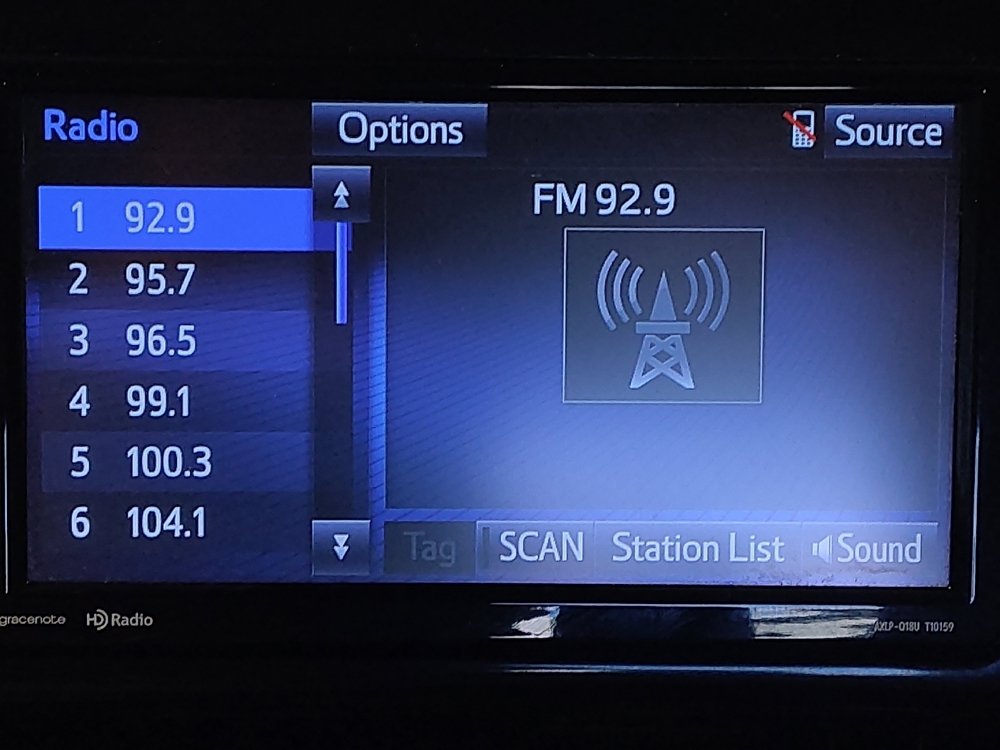 Radio
Options
Source
1 92.9
2 95.7
3 96.5
4 99.1
5 100.3
6 104.1
FM 92.9
Tag
SCAN
Station List
Sound
gracenote
HD Radio
T10159